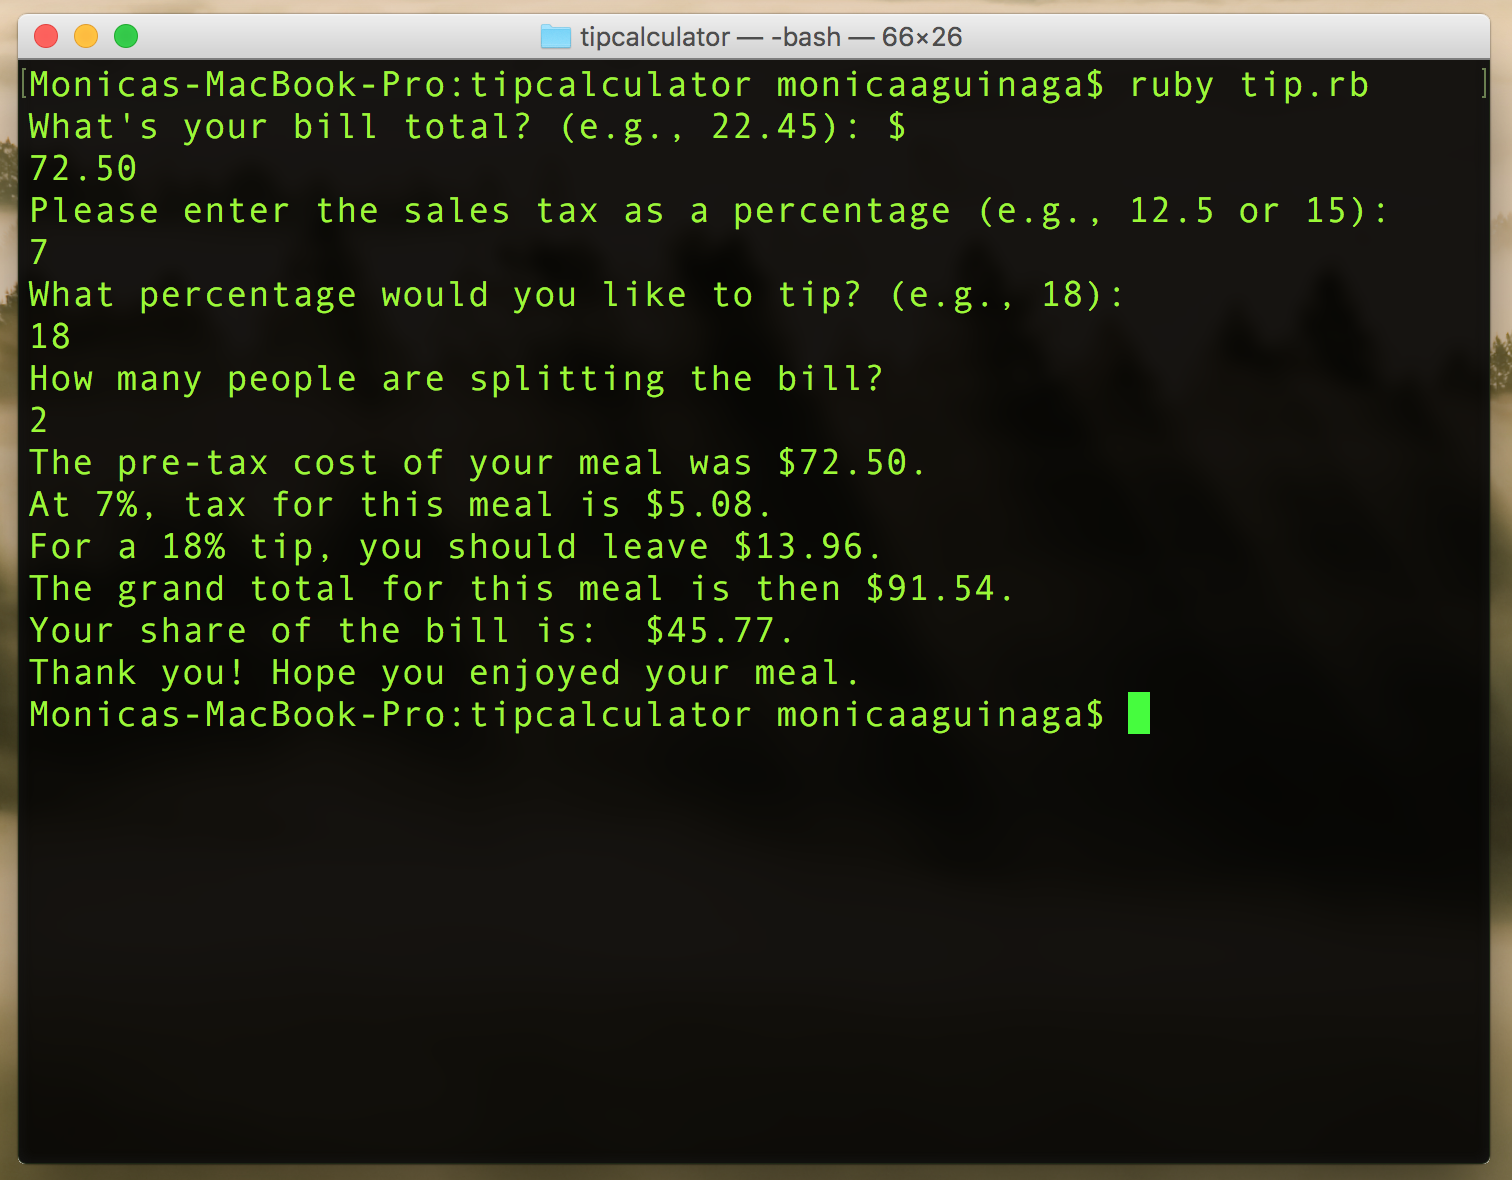 tipcalculator — -bash — 66×26
Monicas-MacBook-Pro:tipcalculator monicaaguinaga$ ruby tip.rb
What's your bill total? (e.g., 22.45): $
72.50
Please enter the sales tax as a percentage (e.g., 12.5 or 15):
7
What percentage would you like to tip? (e.g., 18):
18
How many people are splitting the bill?
2
The pre-tax cost of your meal was $72.50.
At 7%, tax for this meal is $5.08.
For a 18% tip, you should leave $13.96.
The grand total for this meal is then $91.54.
Your share of the bill is:  $45.77.
Thank you! Hope you enjoyed your meal.
Monicas-MacBook-Pro:tipcalculator monicaaguinaga$